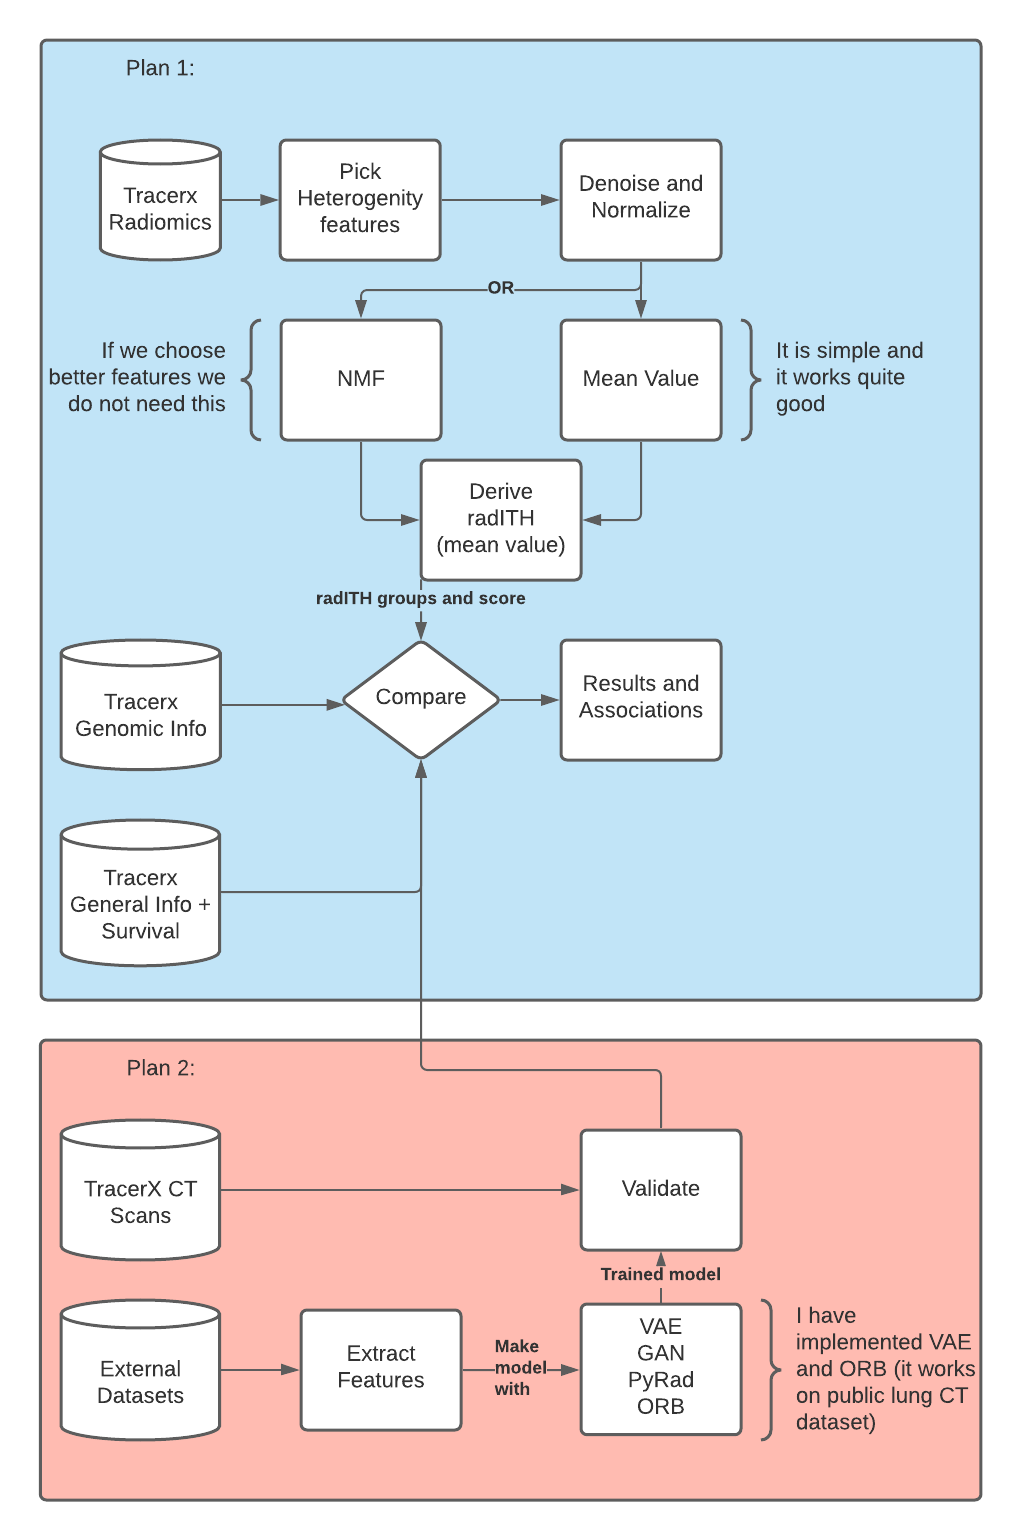 Plan 1:
Tracerx
Radiomics
Pick
Heterogenity
features
Denoise and
Normalize
OR
If we choose
better features we
do not need this
NMF
Mean Value
It is simple and
it works quite
good
Derive
radITH
(mean value)
radITH groups and score
Tracerx
Genomic Info
Compare
Results and
Associations
Tracerx
General Info +
Survival
Plan 2:
TracerX CT
Scans
Validate
Trained model
External
Datasets
Extract
Features
Make
model
with
VAE
GAN
PyRad
ORB
I have
implemented VAE
and ORB (it works
on public lung CT
dataset)